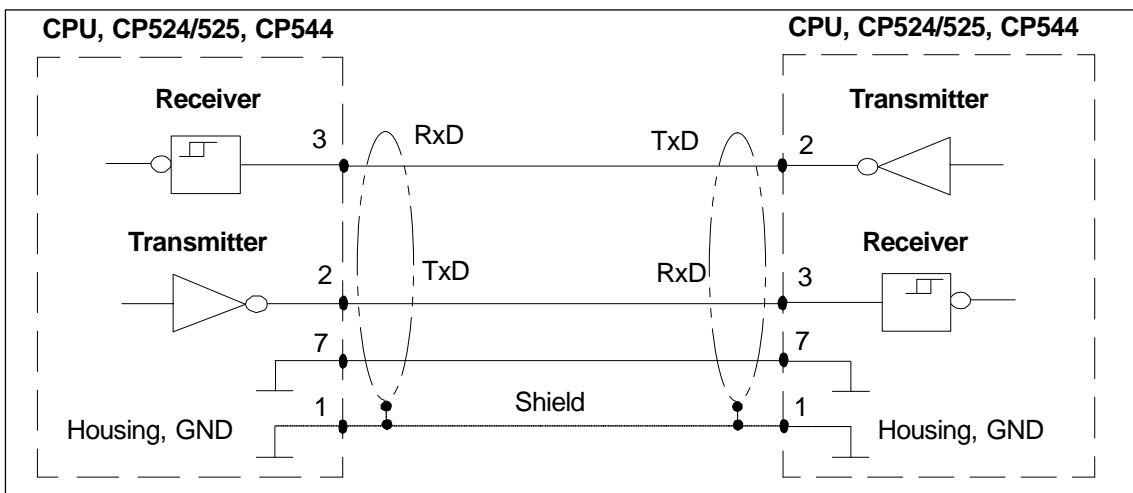 CPU, CP524/525, CP544
CPU, CP524/525, CP544
Receiver
Transmitter
3
RxD
TxD
2
Transmitter
Receiver
2
TxD
RxD
3
7
7
1
Shield
1
Housing, GND
Housing, GND